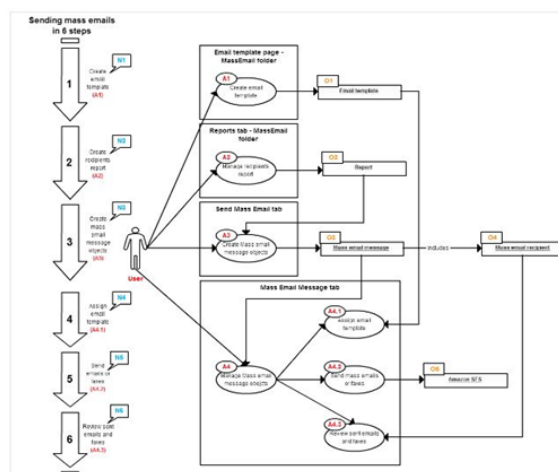 Sending mass emails
in 6 steps
1
N1
Create
email
template
(A1)
2
N3
Create
recipients
report
(A2)
3
Create
mass
email
message
objects
(A3)
4
N4
Assign
email
template
(A4.1)
5
Send
emails or
faxes
(A4.2)
6
Review sent
emails and
faxes
(A4.3)
User
Email template page -
MassEmail folder
A1
Create email
template
O1
Email template
Reports tab - MassEmail
folder
A2
Manage recipients
report
O2
Report
Send Mass Email tab
A3
Create Mass email
message objects
O3
Mass email message
includes
O4
Mass email recipient
Mass Email Message tab
A4
Manage Mass email
message objects
A4.1
Assign email
template
A4.2
Send mass emails
or faxes
Amazon SES
A4.3
Review sent
emails and faxes